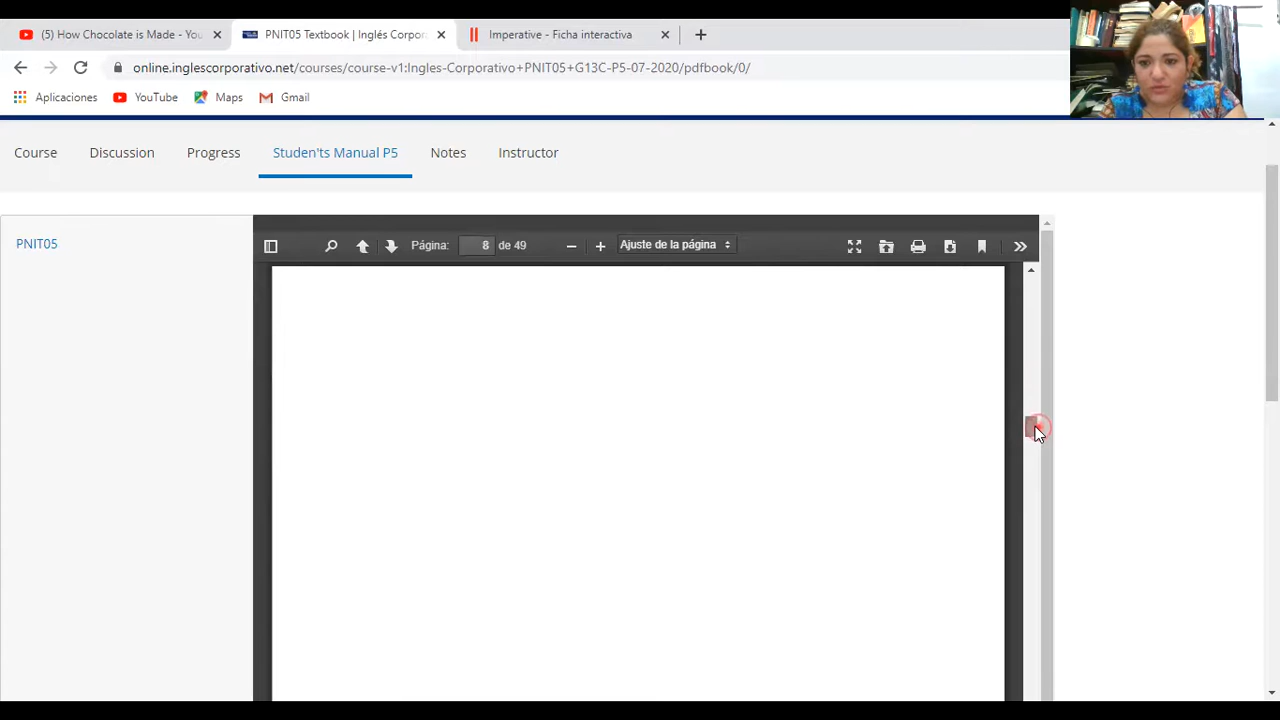 (5) How Chocolate is Made - You
PNIT05 Textbook | Inglés Corpor
Imperative - Ficha interactiva
online.inglescorporativo.net/courses/course-v1:Ingles-Corporativo+PNIT05+G13C-P5-07-2020/pdfbook/0/
Aplicaciones
YouTube
Maps
Gmail
Course
Discussion
Progress
Studen'ts Manual P5
Notes
Instructor
PNIT05
Página: 8 de 49
Ajuste de la página